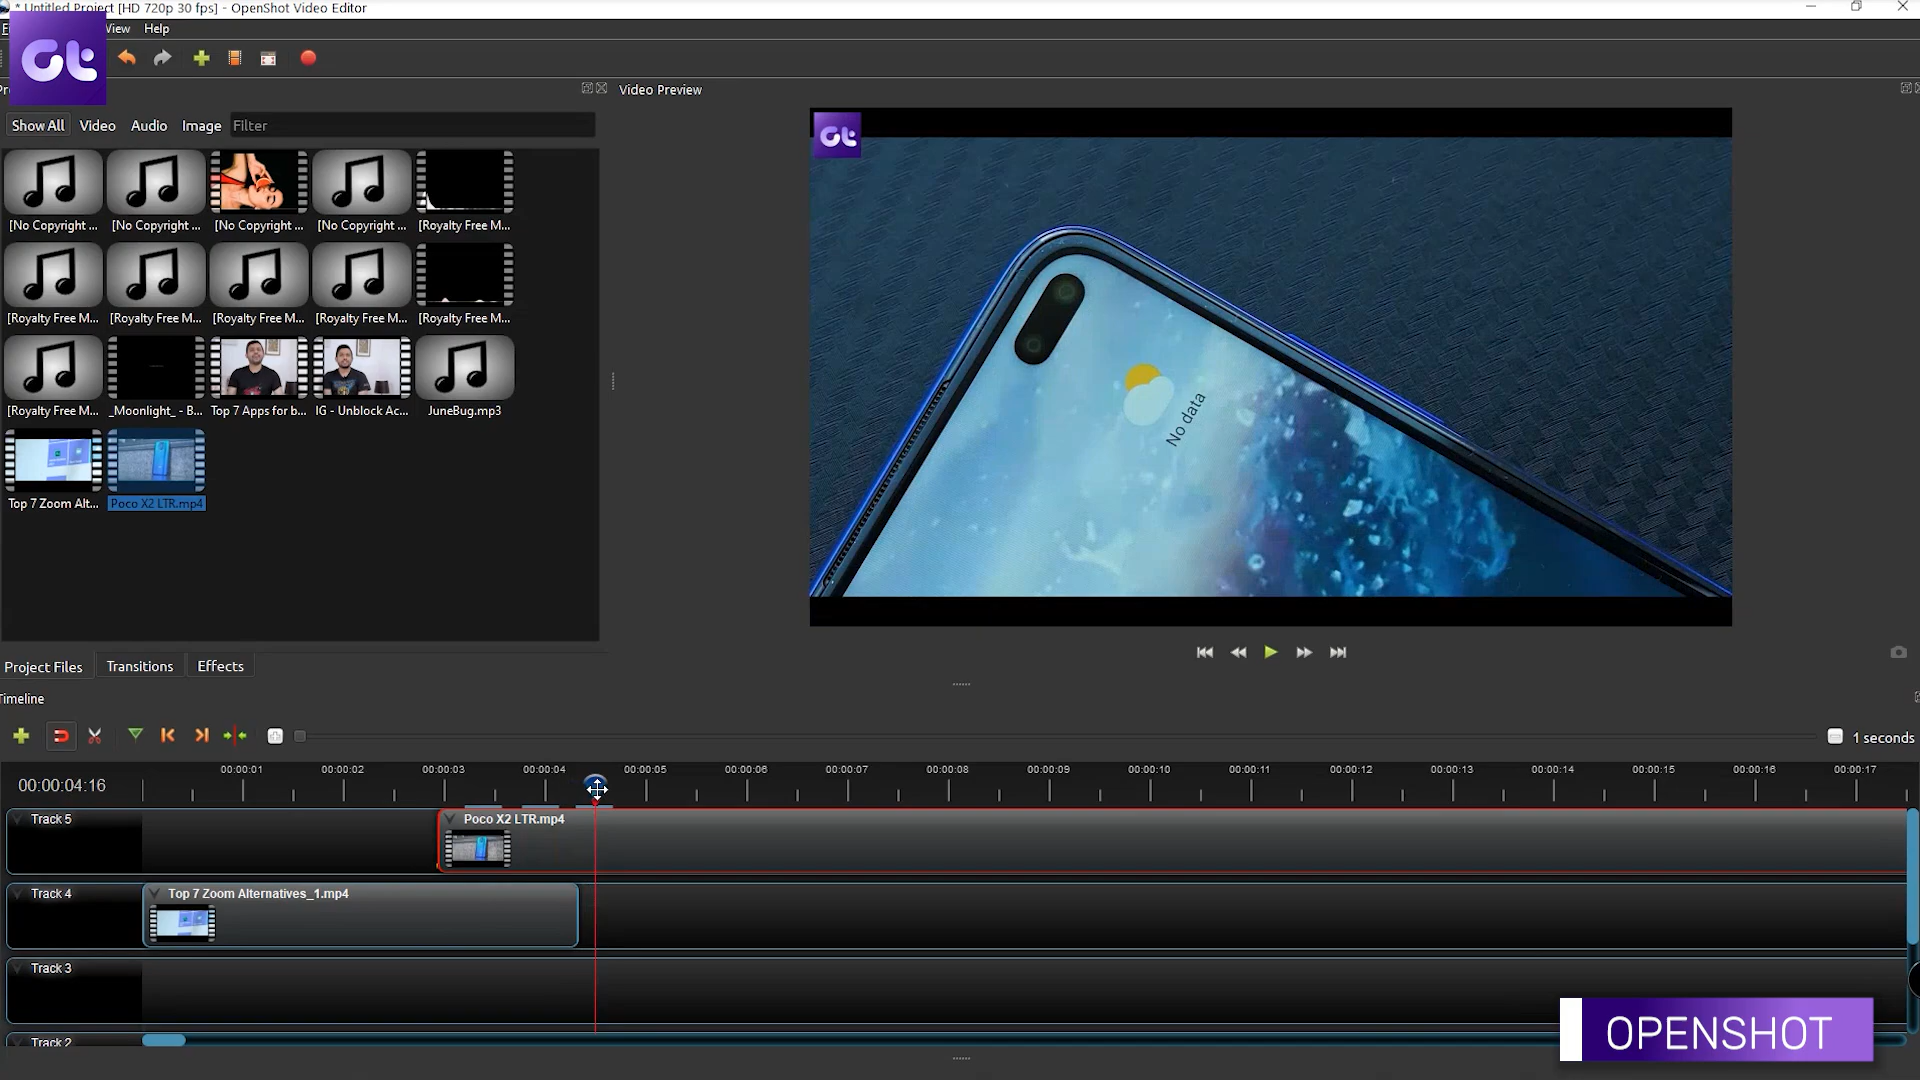 * Untitled Project [HD 720p 30 fps] - OpenShot Video Editor
View Help
Gt
Video Preview
Show All Video Audio Image Filter
Gt
[No Copyright ... [No Copyright ... [No Copyright ... [No Copyright ... [Royalty Free M...
[Royalty Free M... [Royalty Free M... [Royalty Free M... [Royalty Free M... [Royalty Free M...
[Royalty Free M... _Moonlight_ - B... Top 7 Apps for b... IG - Unblock Ac... JuneBug.mp3
No data
Top 7 Zoom Alt... Poco X2 LTR.mp4
Project Files Transitions Effects
Timeline
1 seconds
00:00:04:16
00:00:01 00:00:02 00:00:03 00:00:04 00:00:05 00:00:06 00:00:07 00:00:08 00:00:09 00:00:10 00:00:11 00:00:12 00:00:13 00:00:14 00:00:15 00:00:16 00:00:17
Track 5 Poco X2 LTR.mp4
Track 4 Top 7 Zoom Alternatives_1.mp4
Track 3
Track 2
OPENSHOT